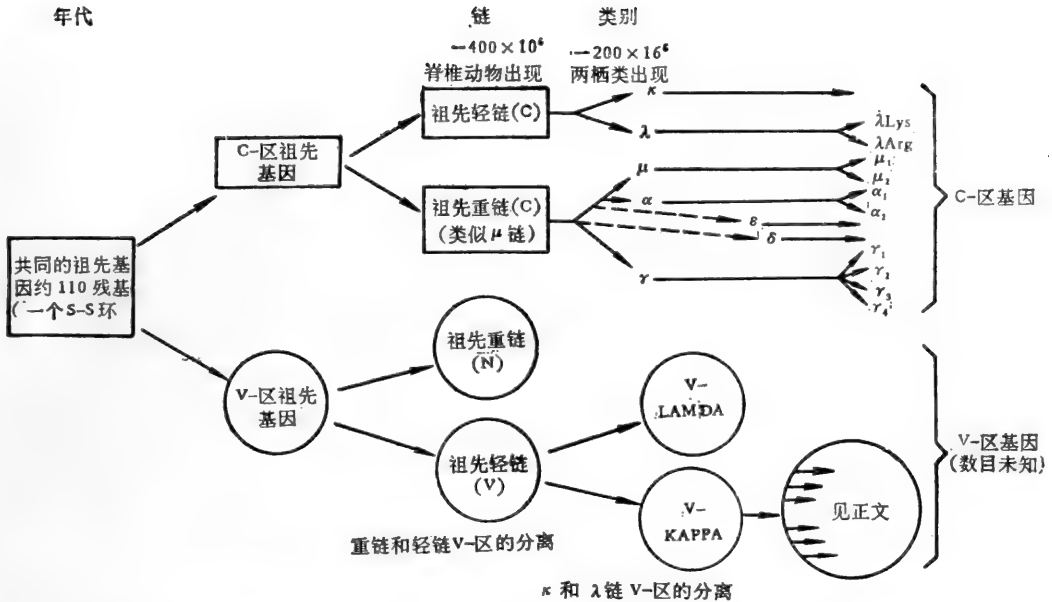 年代
链
类别
−400×10⁶
脊椎动物出现
−200×16⁶
两栖类出现
祖先轻链(C)
κ
λ
λLys
λArg
C-区祖先
基因
祖先重链(C)
(类似μ链)
μ
μ₁
μ₂
α
α₁
α₂
ε
δ
γ
γ₁
γ₂
γ₃
γ₄
C-区基因
共同的祖先基
因约110残基
(一个S-S环
V-区祖先
基因
祖先重链
(N)
祖先轻链
(V)
V-
LAMDA
V-
KAPPA
见正文
V-区基因
(数目未知)
重链和轻链V-区的分离
κ 和 λ链 V-区的分离